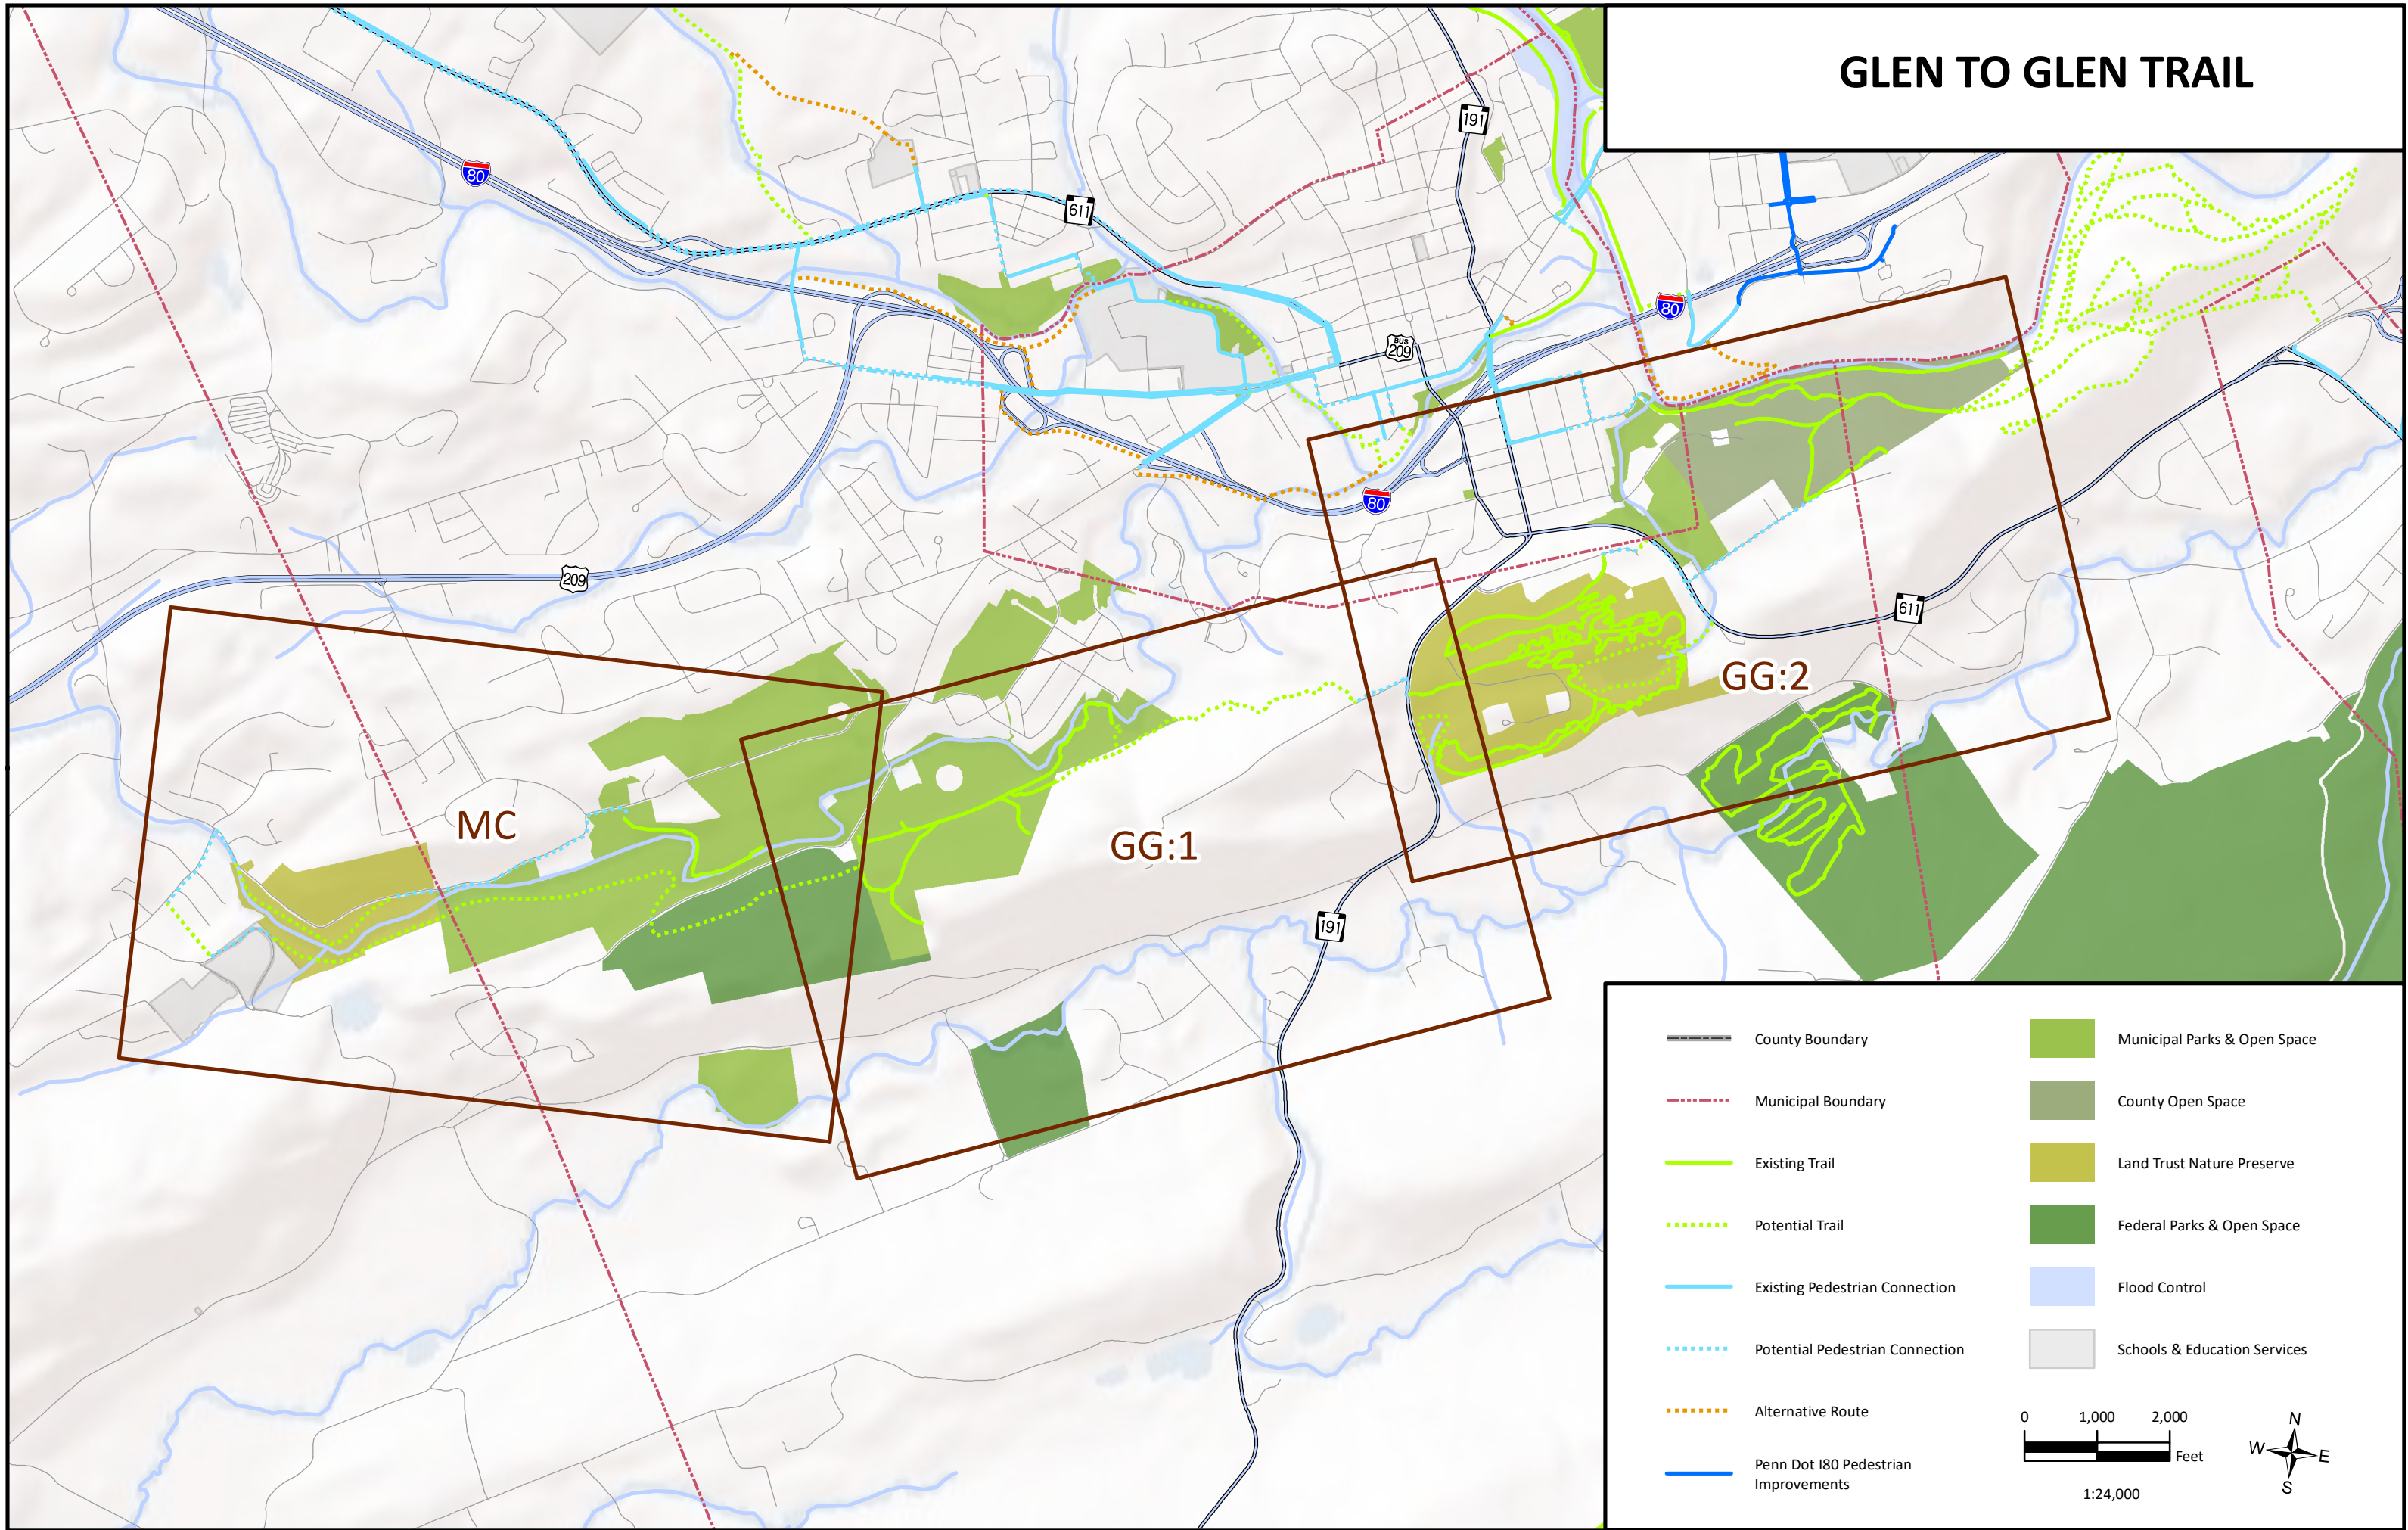 GLEN TO GLEN TRAIL
191
80
611
80
BUS
209
80
209
611
GG:2
MC
GG:1
191
County Boundary
Municipal Boundary
Existing Trail
Potential Trail
Existing Pedestrian Connection
Potential Pedestrian Connection
Alternative Route
Penn Dot I80 Pedestrian
Improvements
Municipal Parks & Open Space
County Open Space
Land Trust Nature Preserve
Federal Parks & Open Space
Flood Control
Schools & Education Services
0 1,000 2,000
Feet
1:24,000
N
W E
S